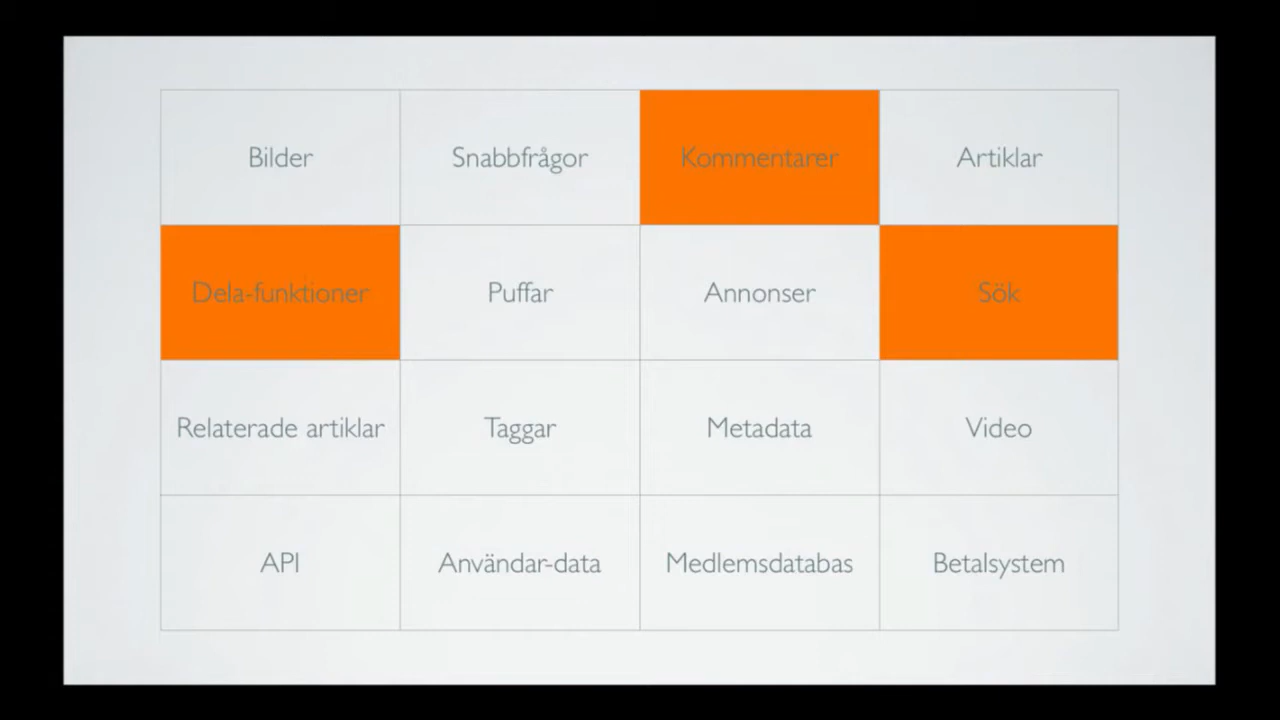 Bilder
Snabbfrågor
Kommentarer
Artiklar
Dela-funktioner
Puffar
Annonser
Sök
Relaterade artiklar
Taggar
Metadata
Video
API
Användar-data
Medlemsdatabas
Betalsystem